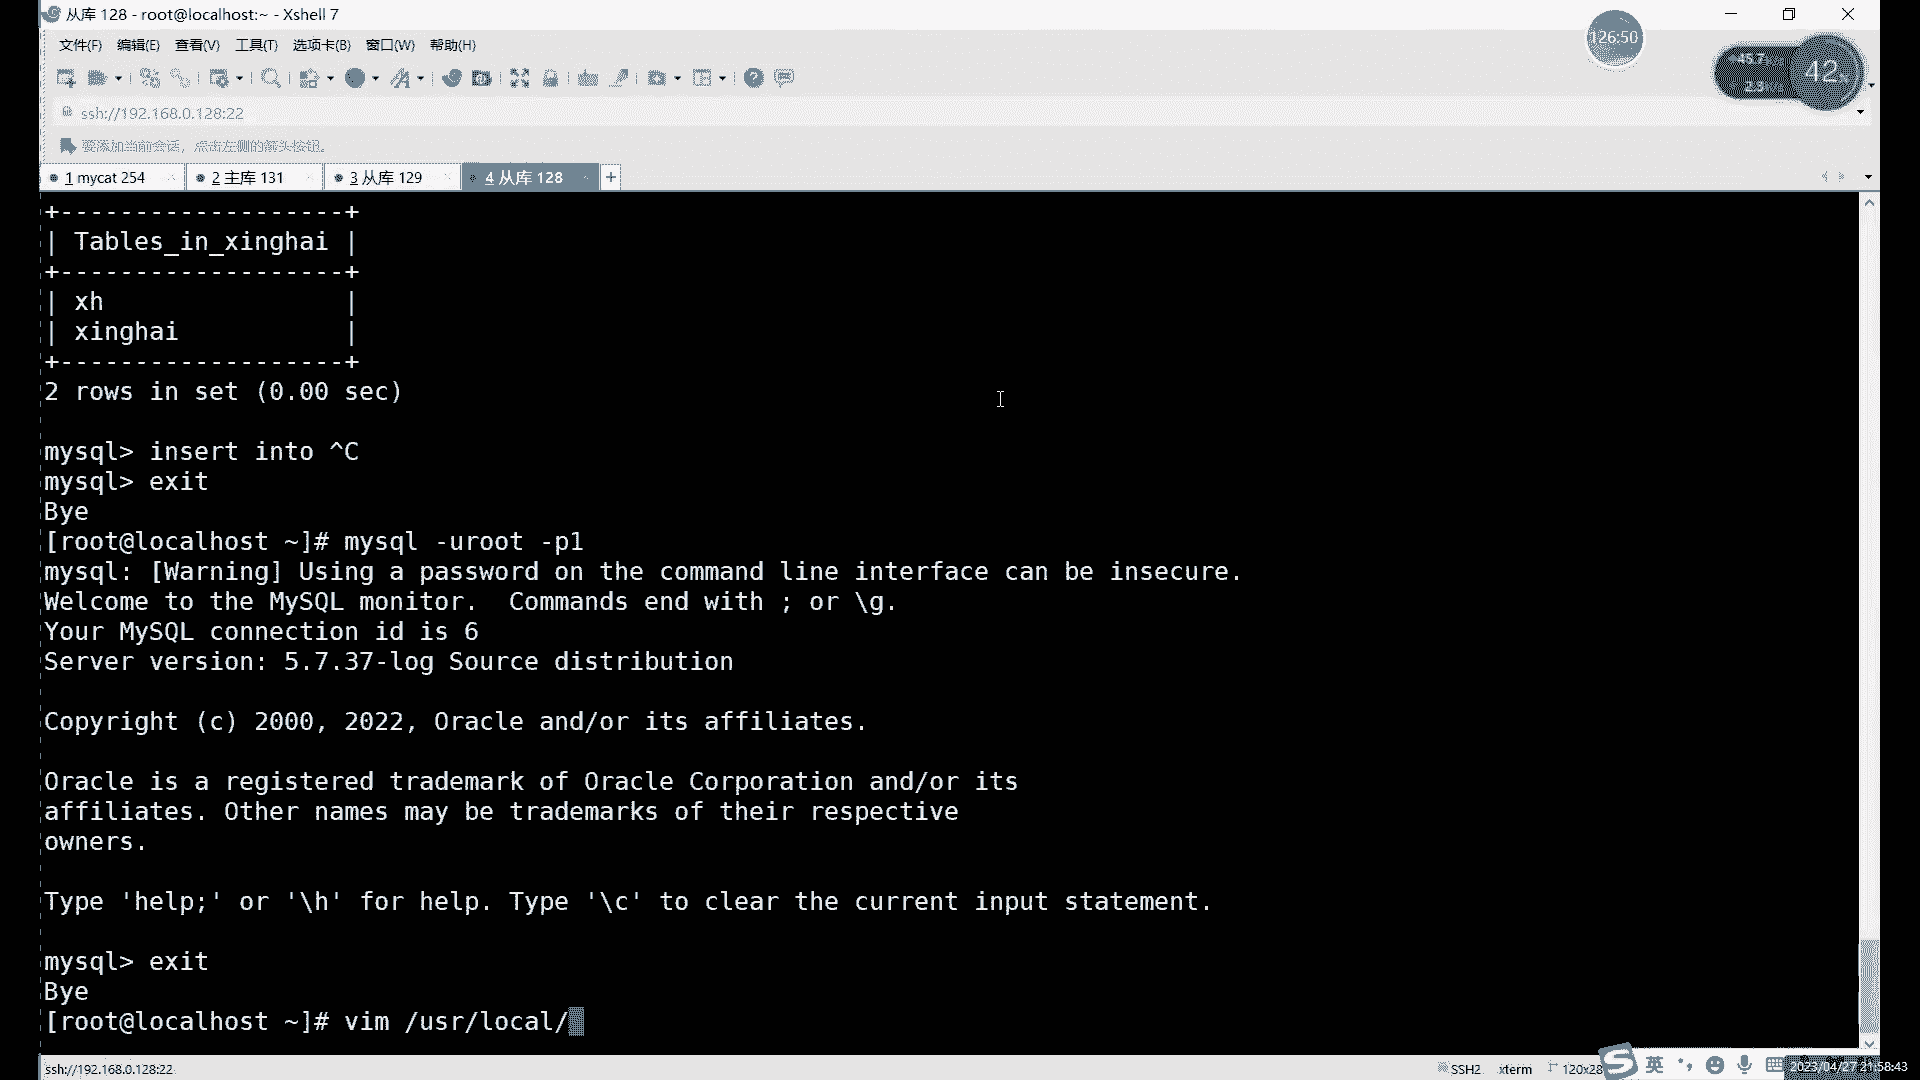 从库 128 - root@localhost:~ - Xshell 7
126:50
文件(F) 编辑(E) 查看(V) 工具(T) 选项卡(B) 窗口(W) 帮助(H)
42
ssh://192.168.0.128:22
要添加当前会话，点击左侧的箭头按钮。
1 mycat 254 2 主库 131 3 从库 129 4 从库 128 +
+-------------------+
| Tables_in_xinghai |
+-------------------+
| xh |
| xinghai |
+-------------------+
2 rows in set (0.00 sec)
mysql> insert into ^C
mysql> exit
Bye
[root@localhost ~]# mysql -uroot -p1
mysql: [Warning] Using a password on the command line interface can be insecure.
Welcome to the MySQL monitor.  Commands end with ; or \g.
Your MySQL connection id is 6
Server version: 5.7.37-log Source distribution
Copyright (c) 2000, 2022, Oracle and/or its affiliates.
Oracle is a registered trademark of Oracle Corporation and/or its
affiliates. Other names may be trademarks of their respective
owners.
Type 'help;' or '\h' for help. Type '\c' to clear the current input statement.
mysql> exit
Bye
[root@localhost ~]# vim /usr/local/
ssh://192.168.0.128:22 SSH2 xterm 120x28 英 2023/04/27 21:58:43